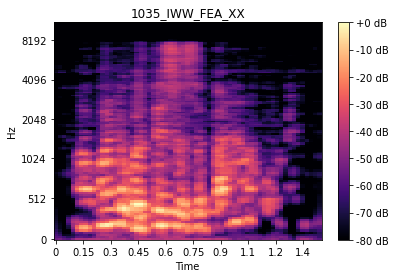 1035_IWW_FEA_XX
+0 dB
8192
-10 dB
4096
-20 dB
-30 dB
2048
Hz
-40 dB
1024
-50 dB
512
-60 dB
-70 dB
0
-80 dB
0 0.15 0.3 0.45 0.6 0.75 0.9 1.1 1.2 1.4
Time